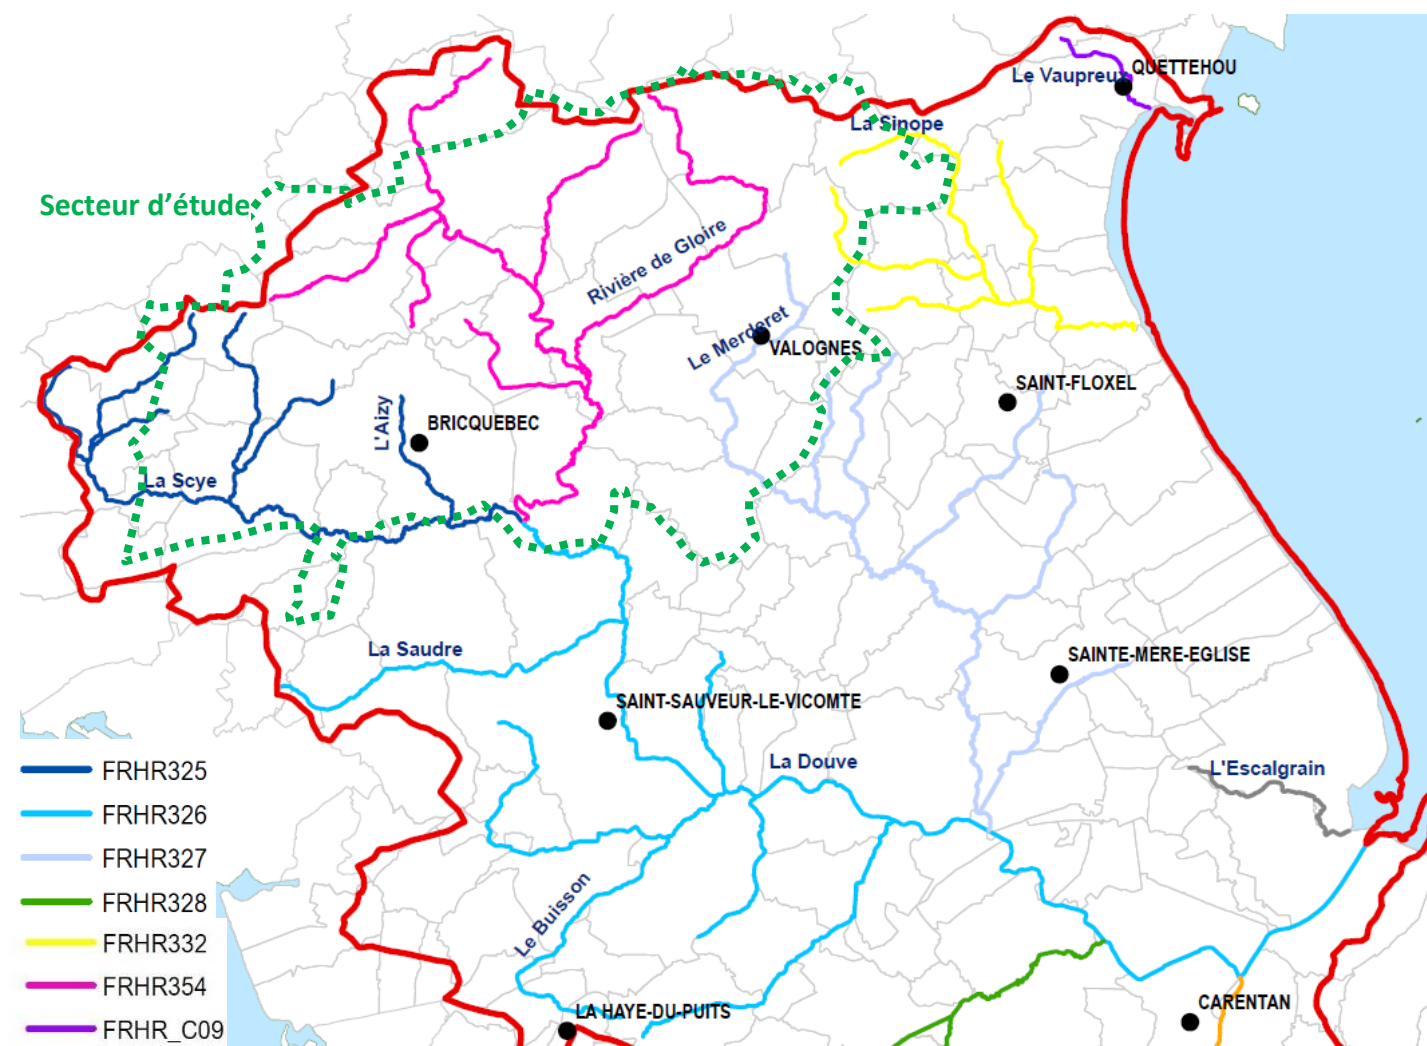 QUETTEHOU
Le Vaupreux
La Sinope
Secteur d'étude
Rivière de Gloire
Le Merderet
VALOGNES
SAINT-FLOXEL
L'Aizy
BRICQUEBEC
La Scye
La Saudre
SAINTE-MERE-EGLISE
SAINT-SAUVEUR-LE-VICOMTE
La Douve
L'Escalgrain
FRHR325
FRHR326
FRHR327
FRHR328
FRHR332
FRHR354
FRHR_C09
Le Buisson
LA HAYE-DU-PUITS
CARENTAN